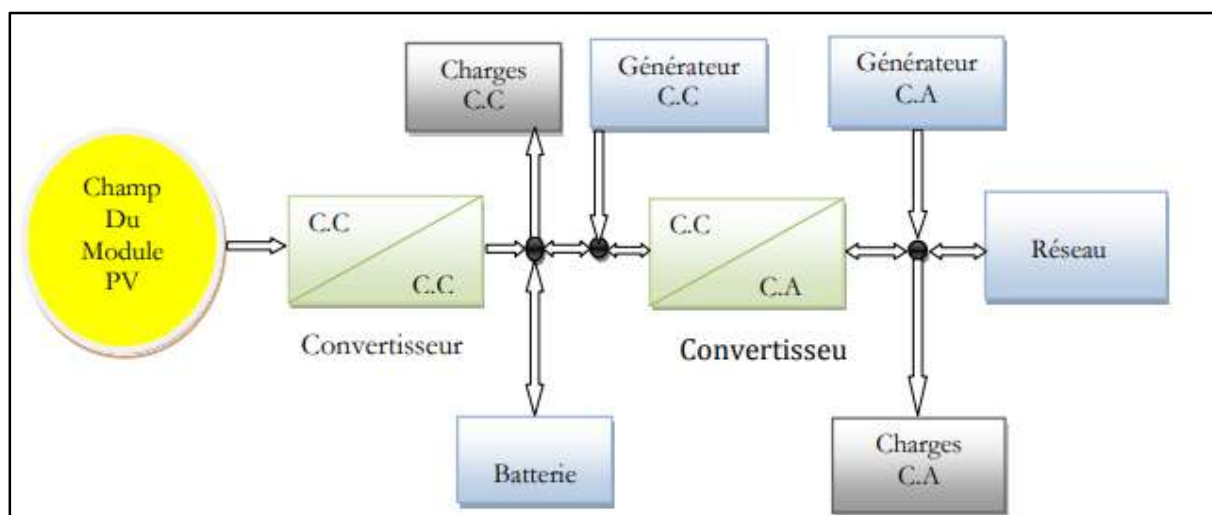 Charges
C.C
Générateur
C.C
Générateur
C.A
Champ
Du
Module
PV
C.C
C.C
Convertisseur
C.C
C.A
Convertisseu
Réseau
Batterie
Charges
C.A